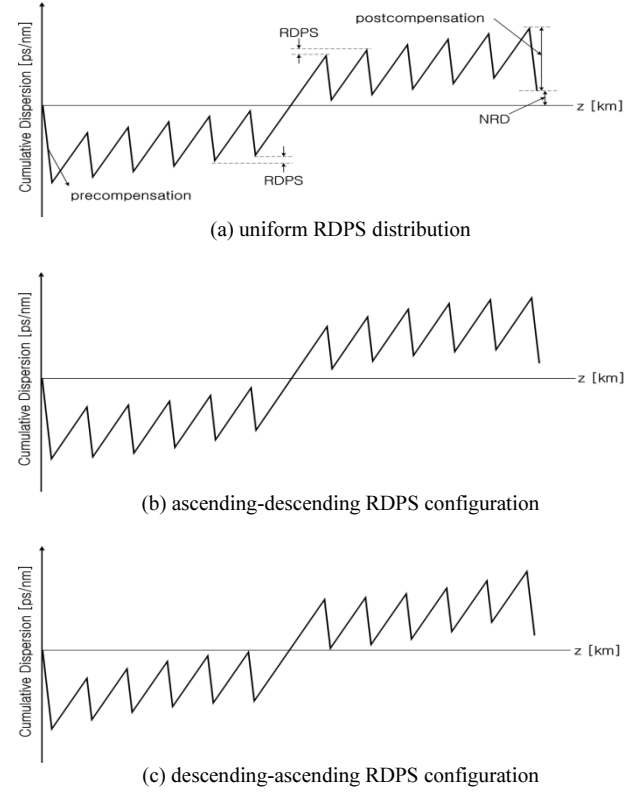 Cumulative Dispersion [ps/nm]
RDPS
postcompensation
z [km]
NRD
RDPS
precompensation
(a) uniform RDPS distribution
Cumulative Dispersion [ps/nm]
z [km]
(b) ascending-descending RDPS configuration
Cumulative Dispersion [ps/nm]
z [km]
(c) descending-ascending RDPS configuration